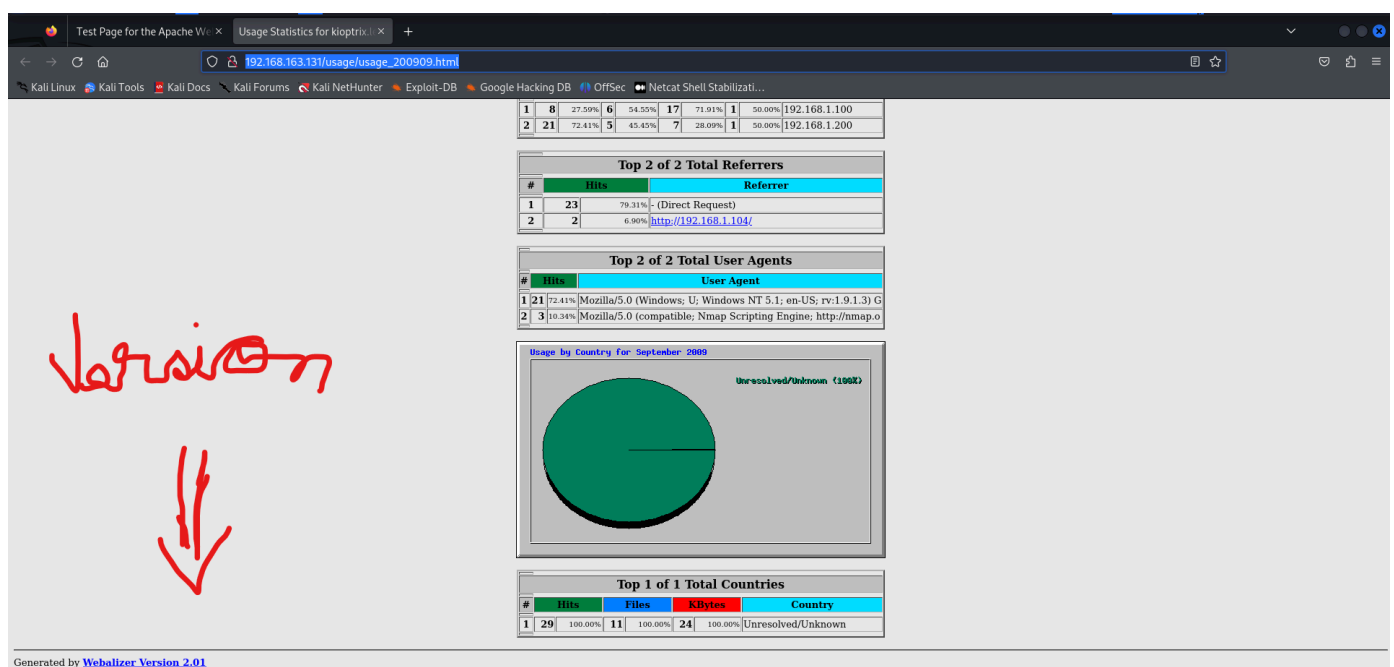 Test Page for the Apache We
Usage Statistics for kioptrix.l
192.168.163.131/usage/usage_200909.html
Kali Linux Kali Tools Kali Docs Kali Forums Kali NetHunter Exploit-DB Google Hacking DB OffSec Netcat Shell Stabilizati...
1 8 27.59% 6 54.55% 17 71.91% 1 50.00% 192.168.1.100
2 21 72.41% 5 45.45% 7 28.09% 1 50.00% 192.168.1.200
Top 2 of 2 Total Referrers
# Hits Referrer
1 23 79.31% - (Direct Request)
2 2 6.90% http://192.168.1.104/
Top 2 of 2 Total User Agents
# Hits User Agent
1 21 72.41% Mozilla/5.0 (Windows; U; Windows NT 5.1; en-US; rv:1.9.1.3) G
2 3 10.34% Mozilla/5.0 (compatible; Nmap Scripting Engine; http://nmap.o
Version
Usage by Country for September 2009
Unresolved/Unknown (100%)
Top 1 of 1 Total Countries
# Hits Files KBytes Country
1 29 100.00% 11 100.00% 24 100.00% Unresolved/Unknown
Generated by Webalizer Version 2.01